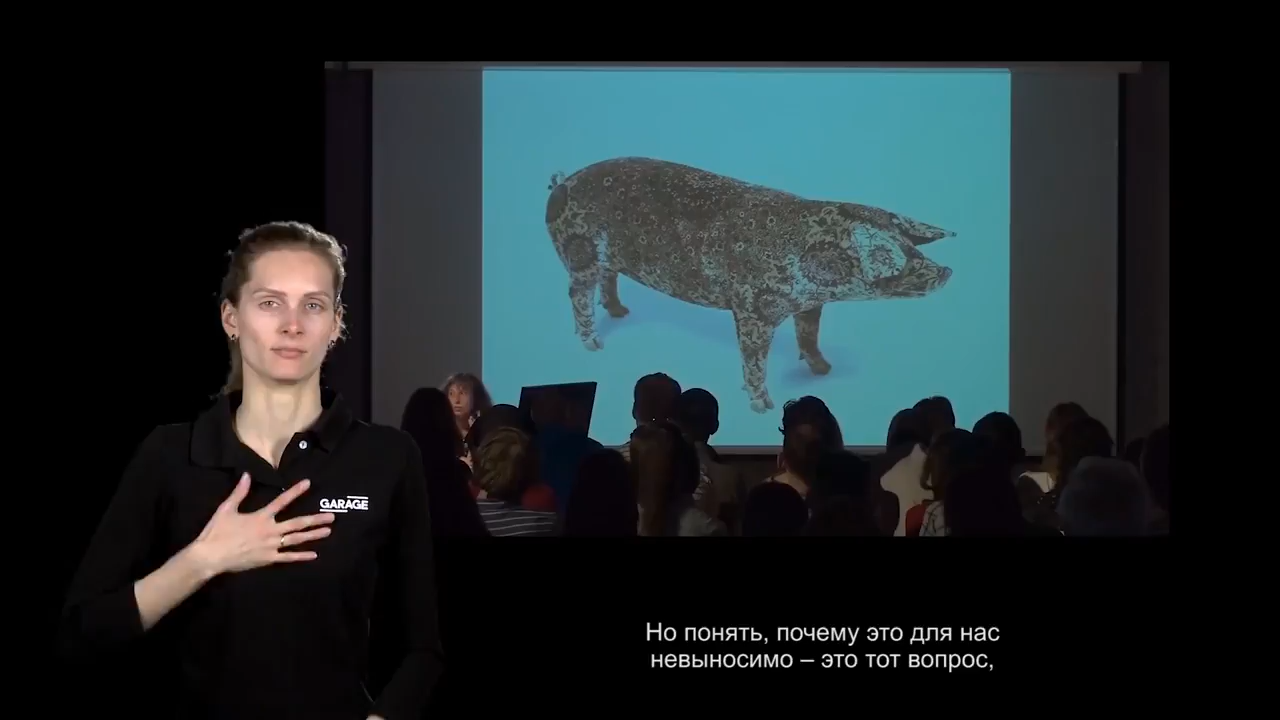 GARAGE
Но понять, почему это для нас
невыносимо – это тот вопрос,